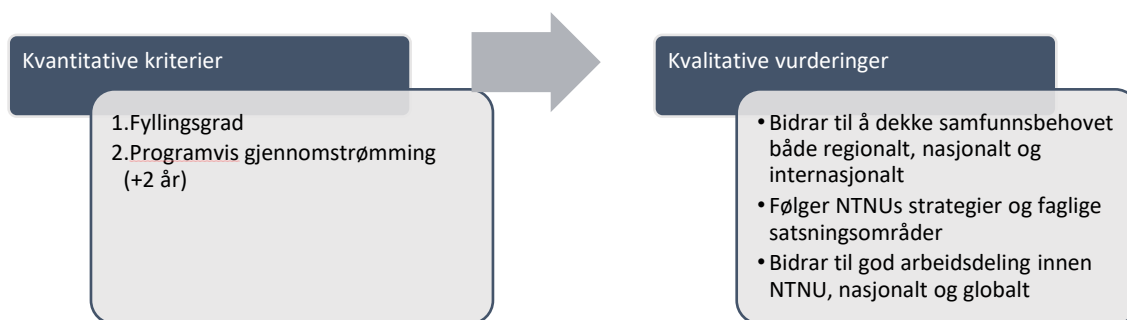 Kvantitative kriterier
1.Fyllingsgrad
2.Programvis gjennomstrømming
(+2 år)
Kvalitative vurderinger
• Bidrar til å dekke samfunnsbehovet
både regionalt, nasjonalt og
internasjonalt
• Følger NTNUs strategier og faglige
satsningsområder
• Bidrar til god arbeidsdeling innen
NTNU, nasjonalt og globalt